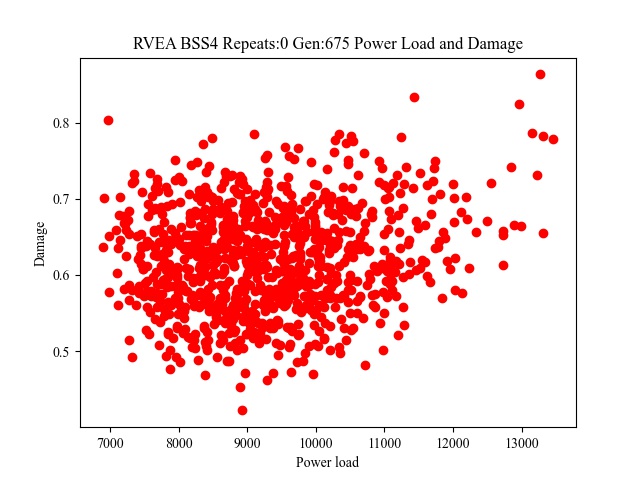 RVEA BSS4 Repeats:0 Gen:675 Power Load and Damage
0.8
0.7
0.6
0.5
Damage
7000 8000 9000 10000 11000 12000 13000
Power load